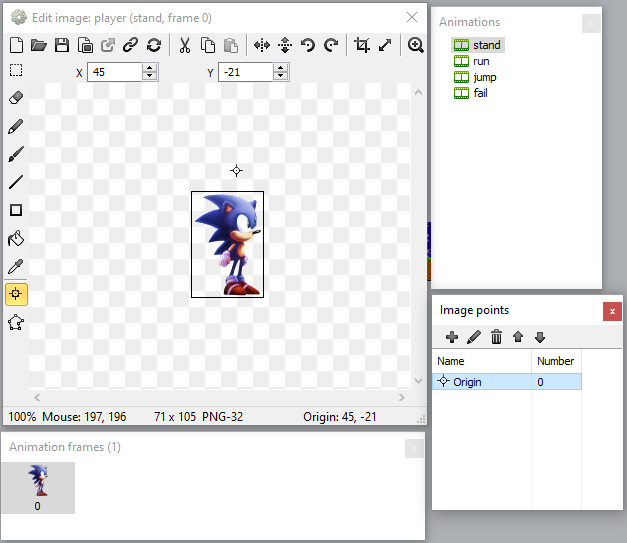 Edit image: player (stand, frame 0)
X 45 Y -21
100% Mouse: 197, 196 71 x 105 PNG-32 Origin: 45, -21
Animations
stand
run
jump
fail
Image points
Name Number
Origin 0
Animation frames (1)
0